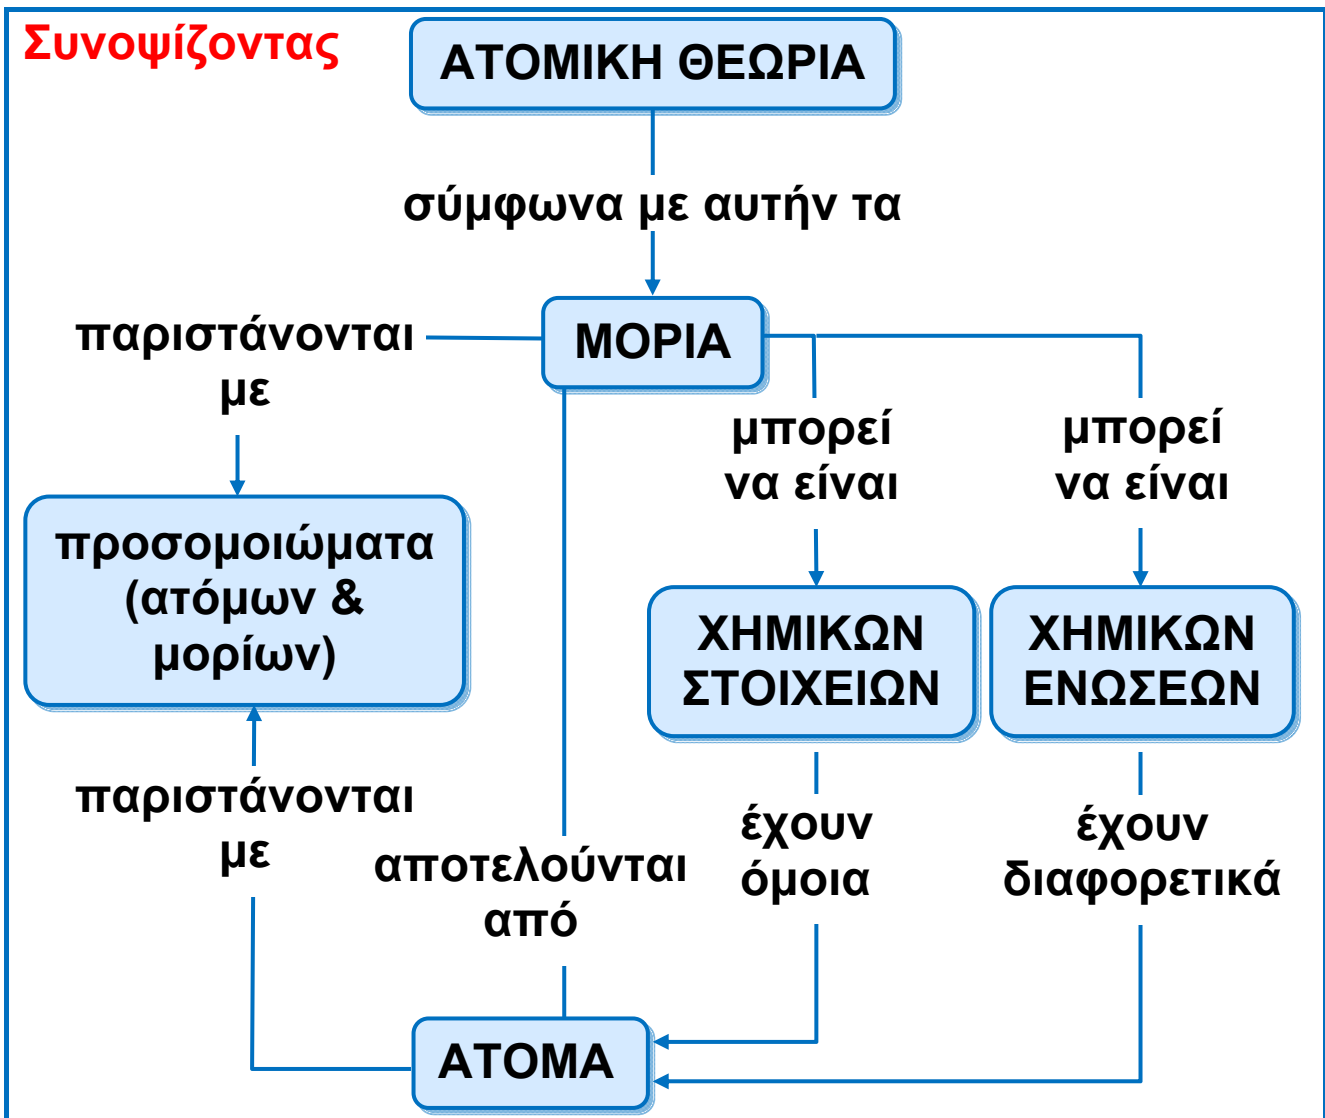 Συνοψίζοντας
ΑΤΟΜΙΚΗ ΘΕΩΡΙΑ
σύμφωνα με αυτήν τα
ΜΟΡΙΑ
παριστάνονται
με
προσομοιώματα
(ατόμων &
μορίων)
μπορεί
να είναι
μπορεί
να είναι
ΧΗΜΙΚΩΝ
ΣΤΟΙΧΕΙΩΝ
ΧΗΜΙΚΩΝ
ΕΝΩΣΕΩΝ
παριστάνονται
με
αποτελούνται
από
έχουν
όμοια
έχουν
διαφορετικά
ΑΤΟΜΑ